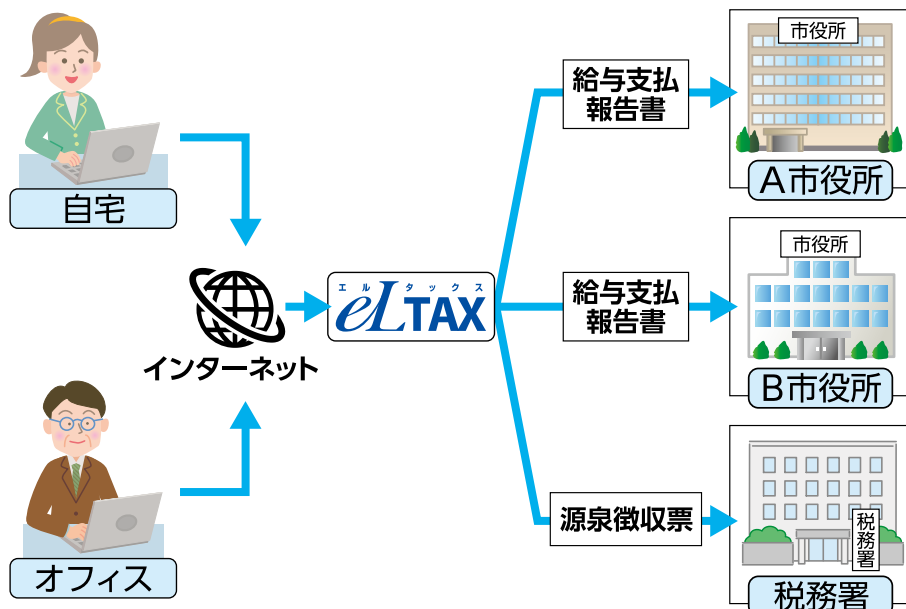 自宅
オフィス
インターネット
エルタックス
eLTAX
給与支払
報告書
市役所
A市役所
給与支払
報告書
市役所
B市役所
源泉徴収票
税務署
税務署